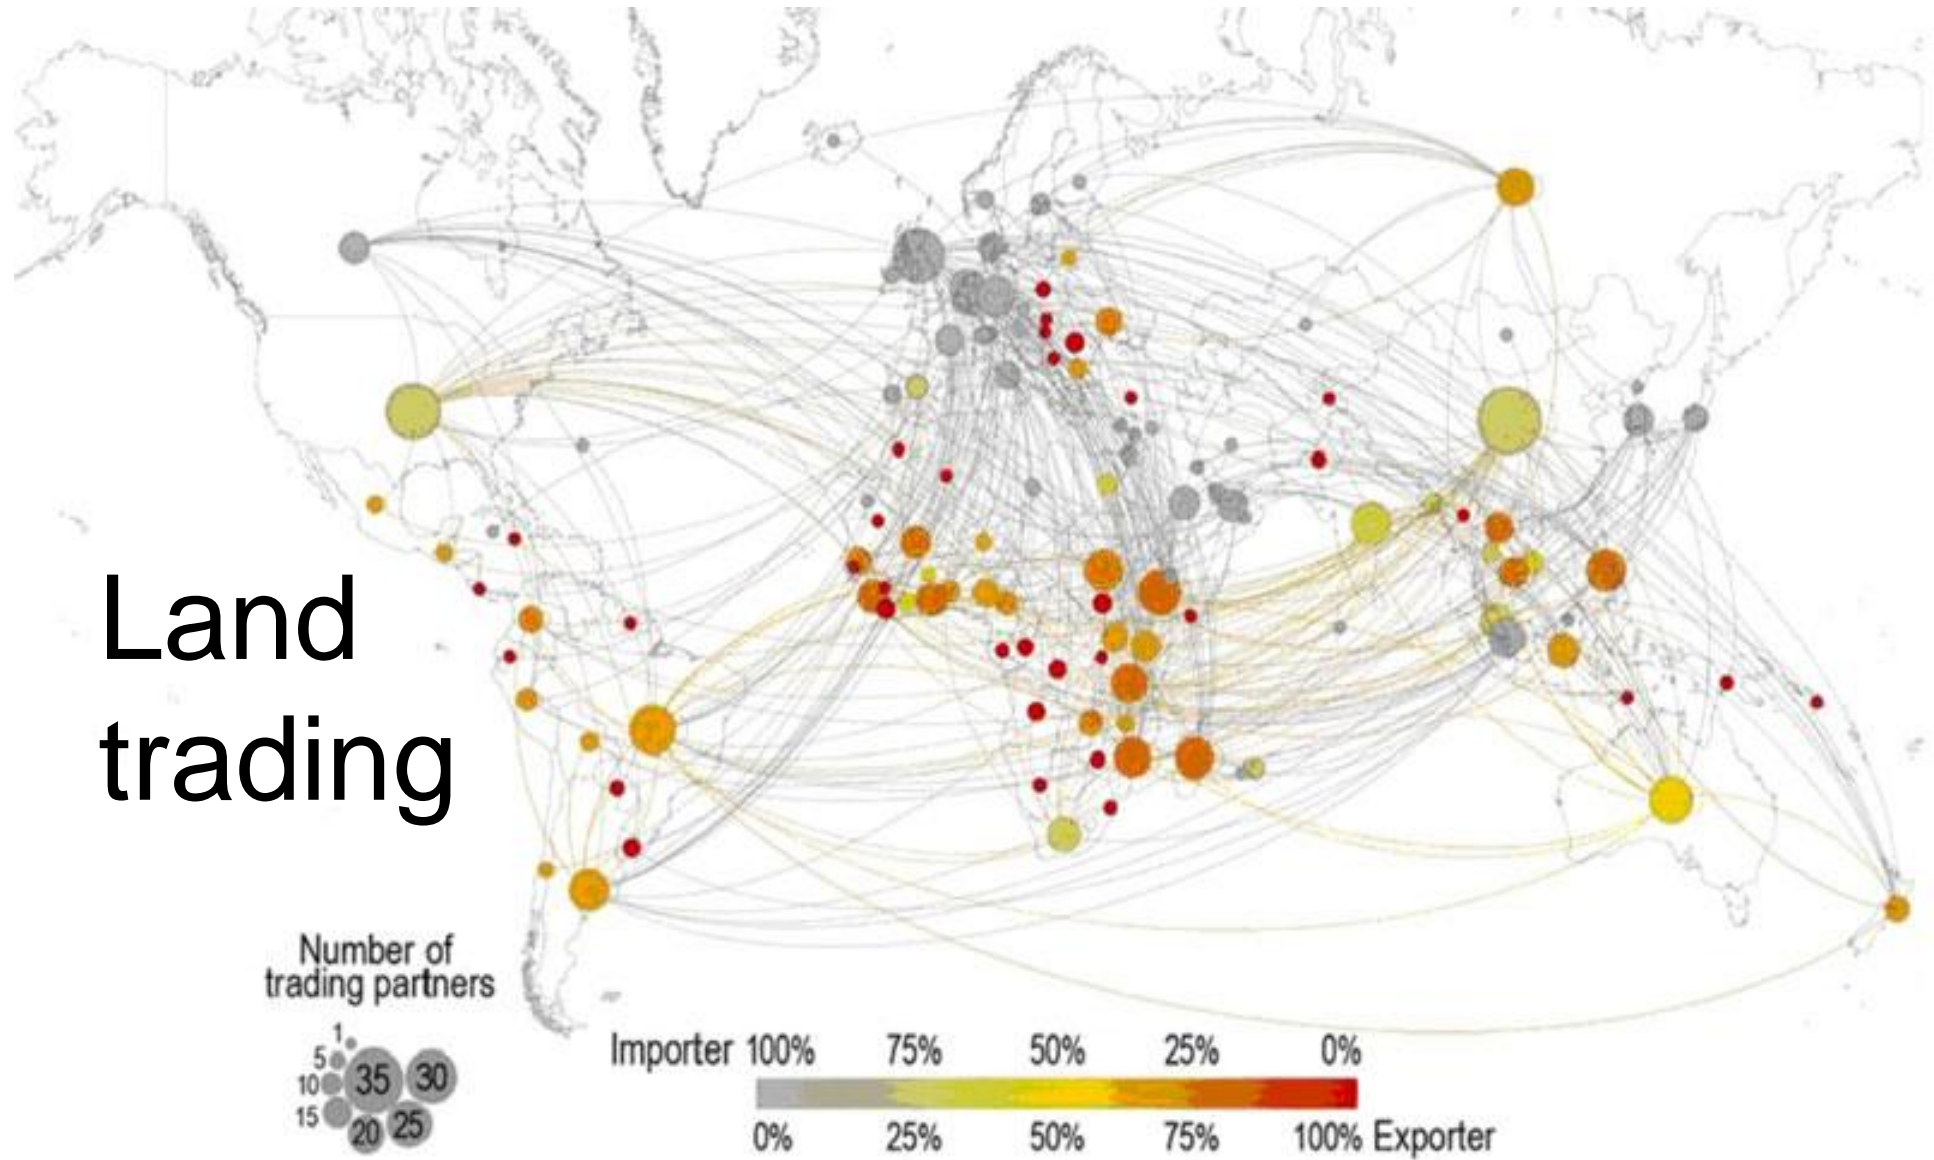 Land
trading
Number of
trading partners
1
5
10
15
20
25
30
35
Importer 100% 75% 50% 25% 0%
0% 25% 50% 75% 100% Exporter